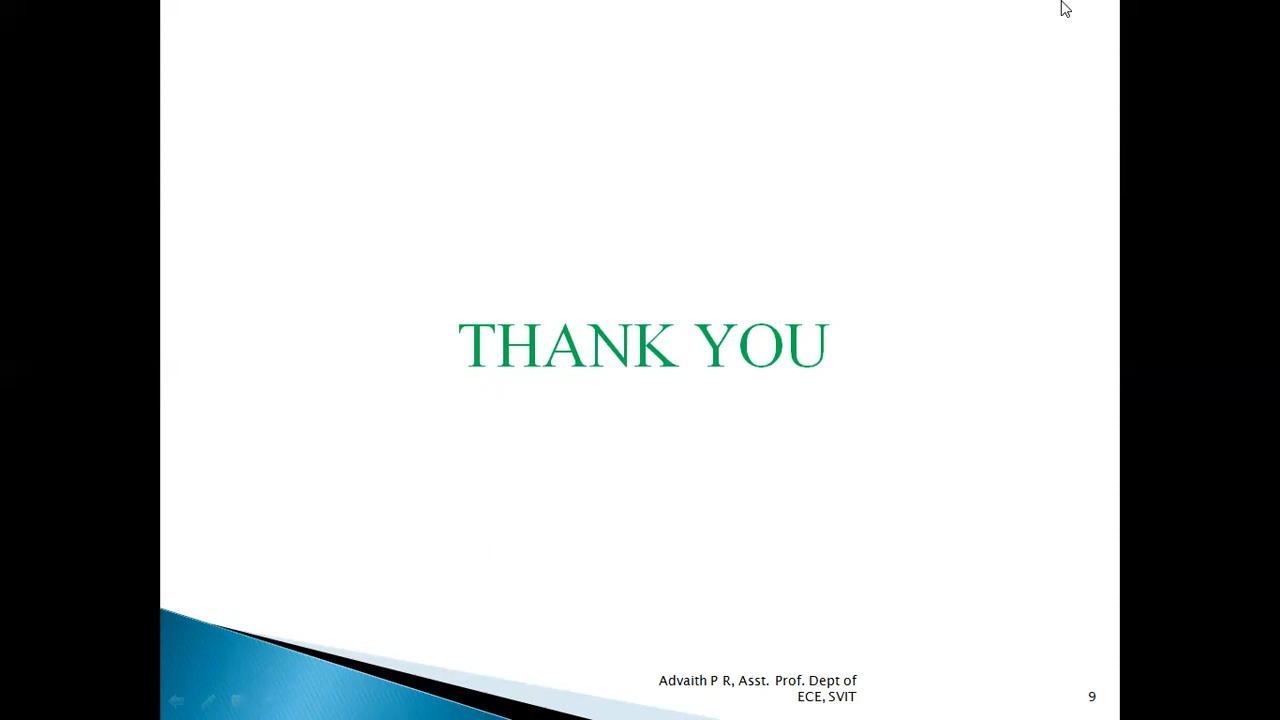 THANK YOU
Advaith P R, Asst. Prof. Dept of
ECE, SVIT
9